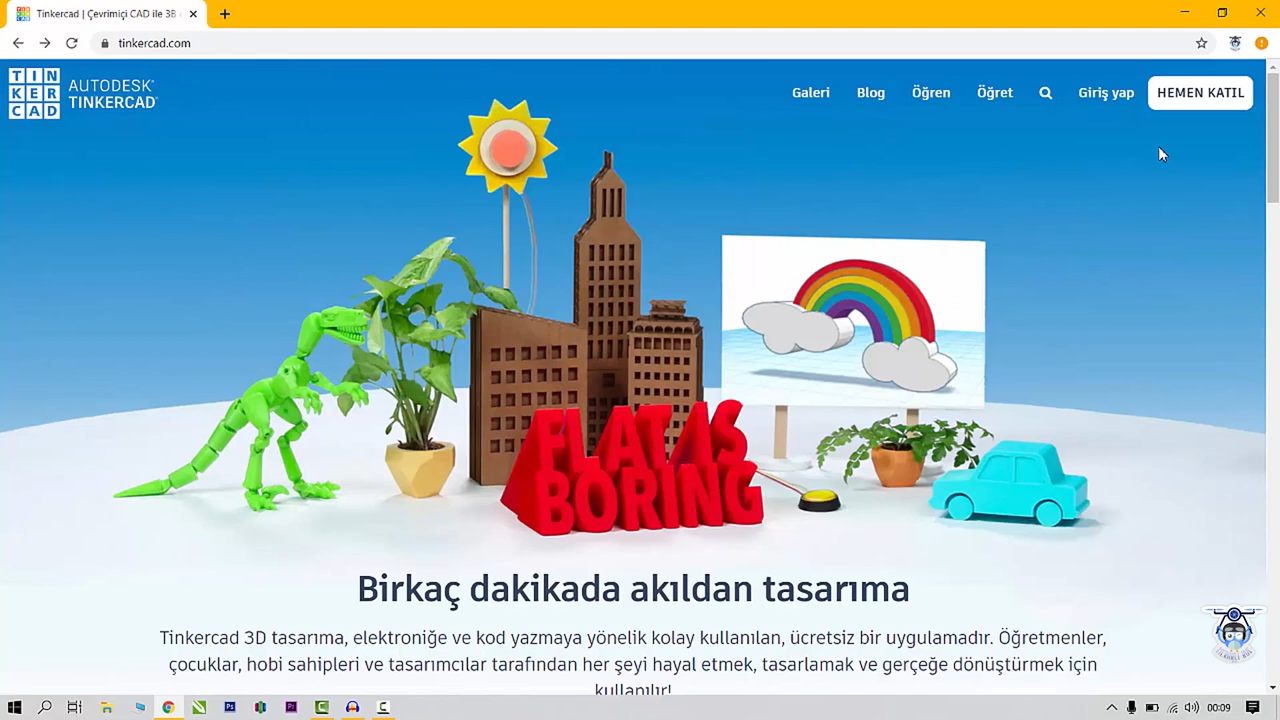 Tinkercad | Çevrimiçi CAD ile 3B
tinkercad.com
TIN
KER
CAD
AUTODESK®
TINKERCAD®
Galeri
Blog
Öğren
Öğret
Giriş yap
HEMEN KATIL
FLAT IS
BORING
Birkaç dakikada akıldan tasarıma
Tinkercad 3D tasarıma, elektroniğe ve kod yazmaya yönelik kolay kullanılan, ücretsiz bir uygulamadır. Öğretmenler,
çocuklar, hobi sahipleri ve tasarımcılar tarafından her şeyi hayal etmek, tasarlamak ve gerçeğe dönüştürmek için
kullanılır!
00:09